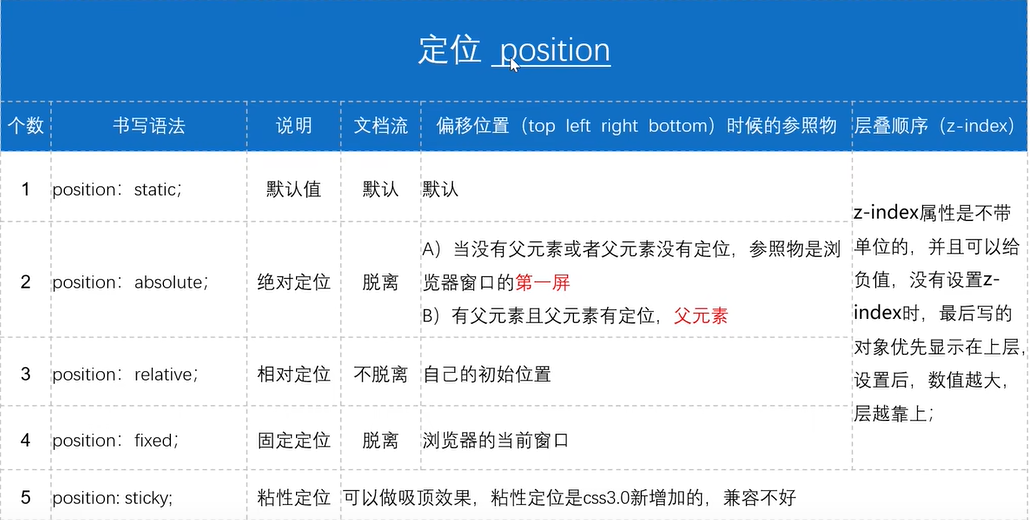 定位 position
个数 书写语法 说明 文档流 偏移位置（top left right bottom）时候的参照物 层叠顺序（z-index）
1 position：static； 默认值 默认 默认
2 position：absolute； 绝对定位 脱离
A）当没有父元素或者父元素没有定位，参照物是浏
览器窗口的第一屏
B）有父元素且父元素有定位，父元素
3 position：relative； 相对定位 不脱离 自己的初始位置
4 position：fixed； 固定定位 脱离 浏览器的当前窗口
z-index属性是不带
单位的，并且可以给
负值，没有设置z-
index时，最后写的
对象优先显示在上层，
设置后，数值越大，
层越靠上；
5 position: sticky; 粘性定位 可以做吸顶效果，粘性定位是css3.0新增加的，兼容不好